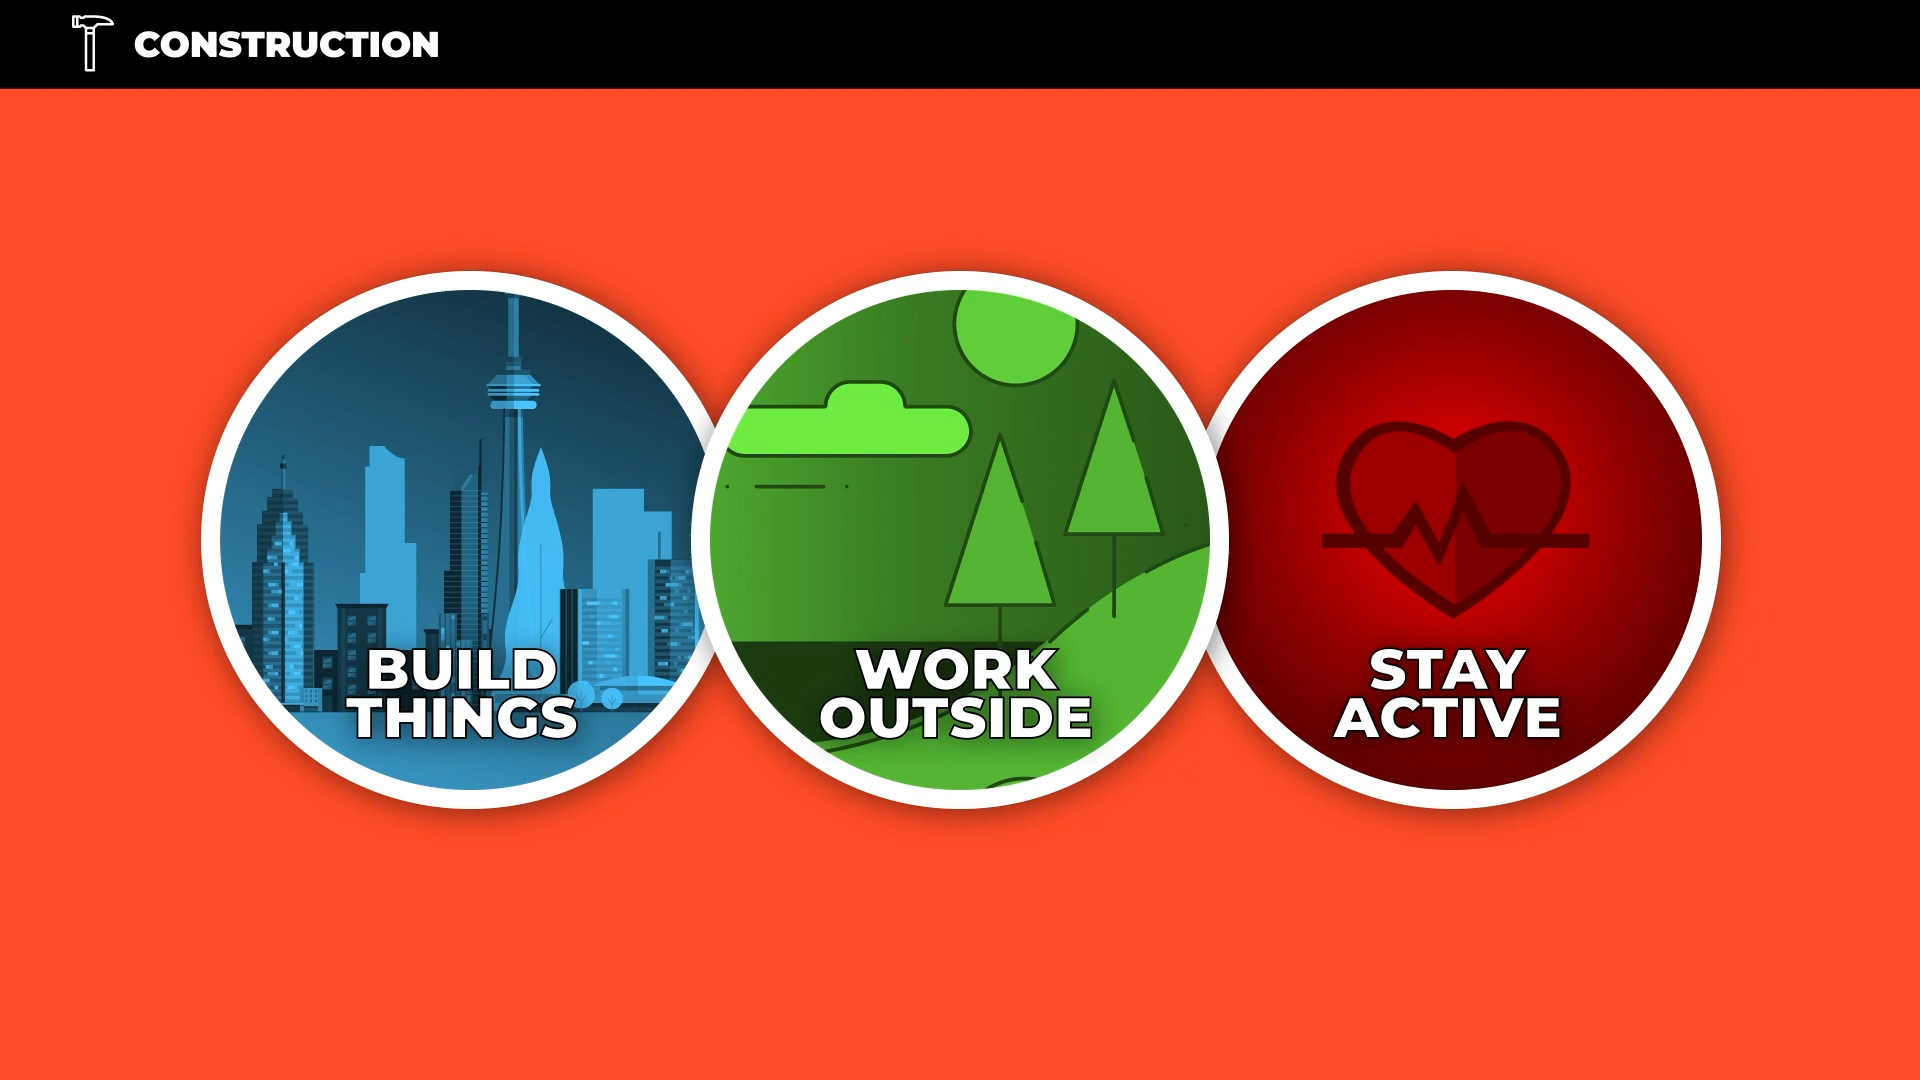 CONSTRUCTION
BUILD
THINGS
WORK
OUTSIDE
STAY
ACTIVE